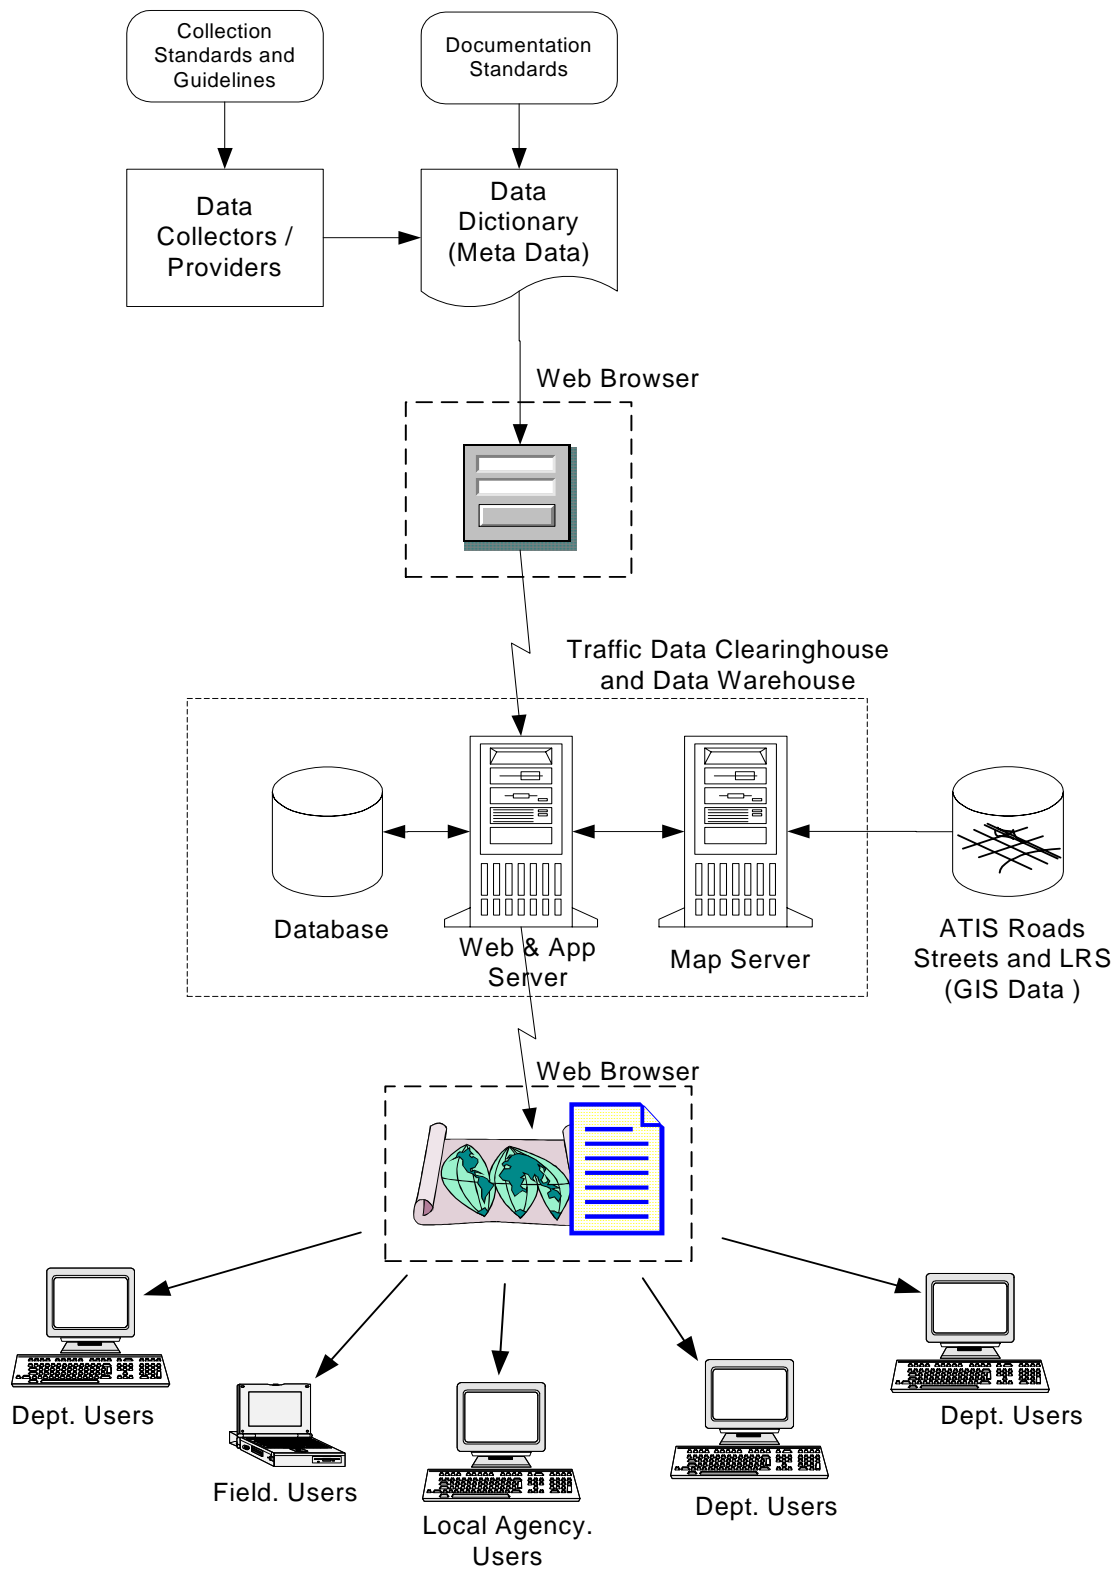 Collection
Standards and
Guidelines
Documentation
Standards
Data
Collectors /
Providers
Data
Dictionary
(Meta Data)
Web Browser
Traffic Data Clearinghouse
and Data Warehouse
Database
Web & App
Server
Map Server
ATIS Roads
Streets and LRS
(GIS Data )
Web Browser
Dept. Users
Field. Users
Local Agency.
Users
Dept. Users
Dept. Users